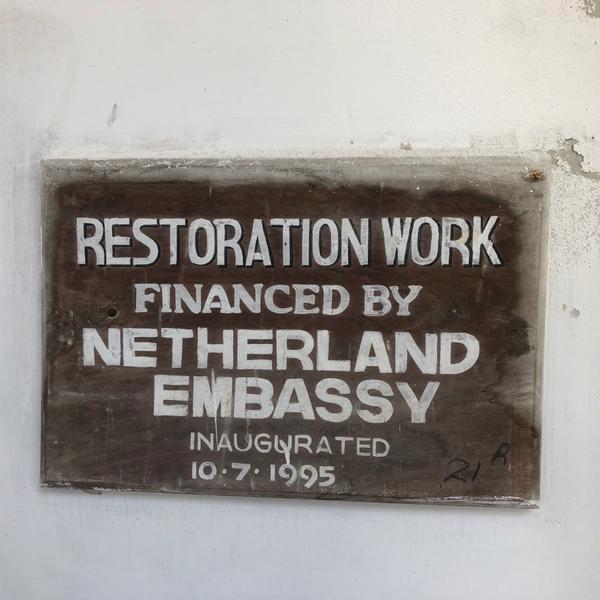 RESTORATION WORK
FINANCED BY
NETHERLAND
EMBASSY
INAUGURATED
10·7·1995
21 R